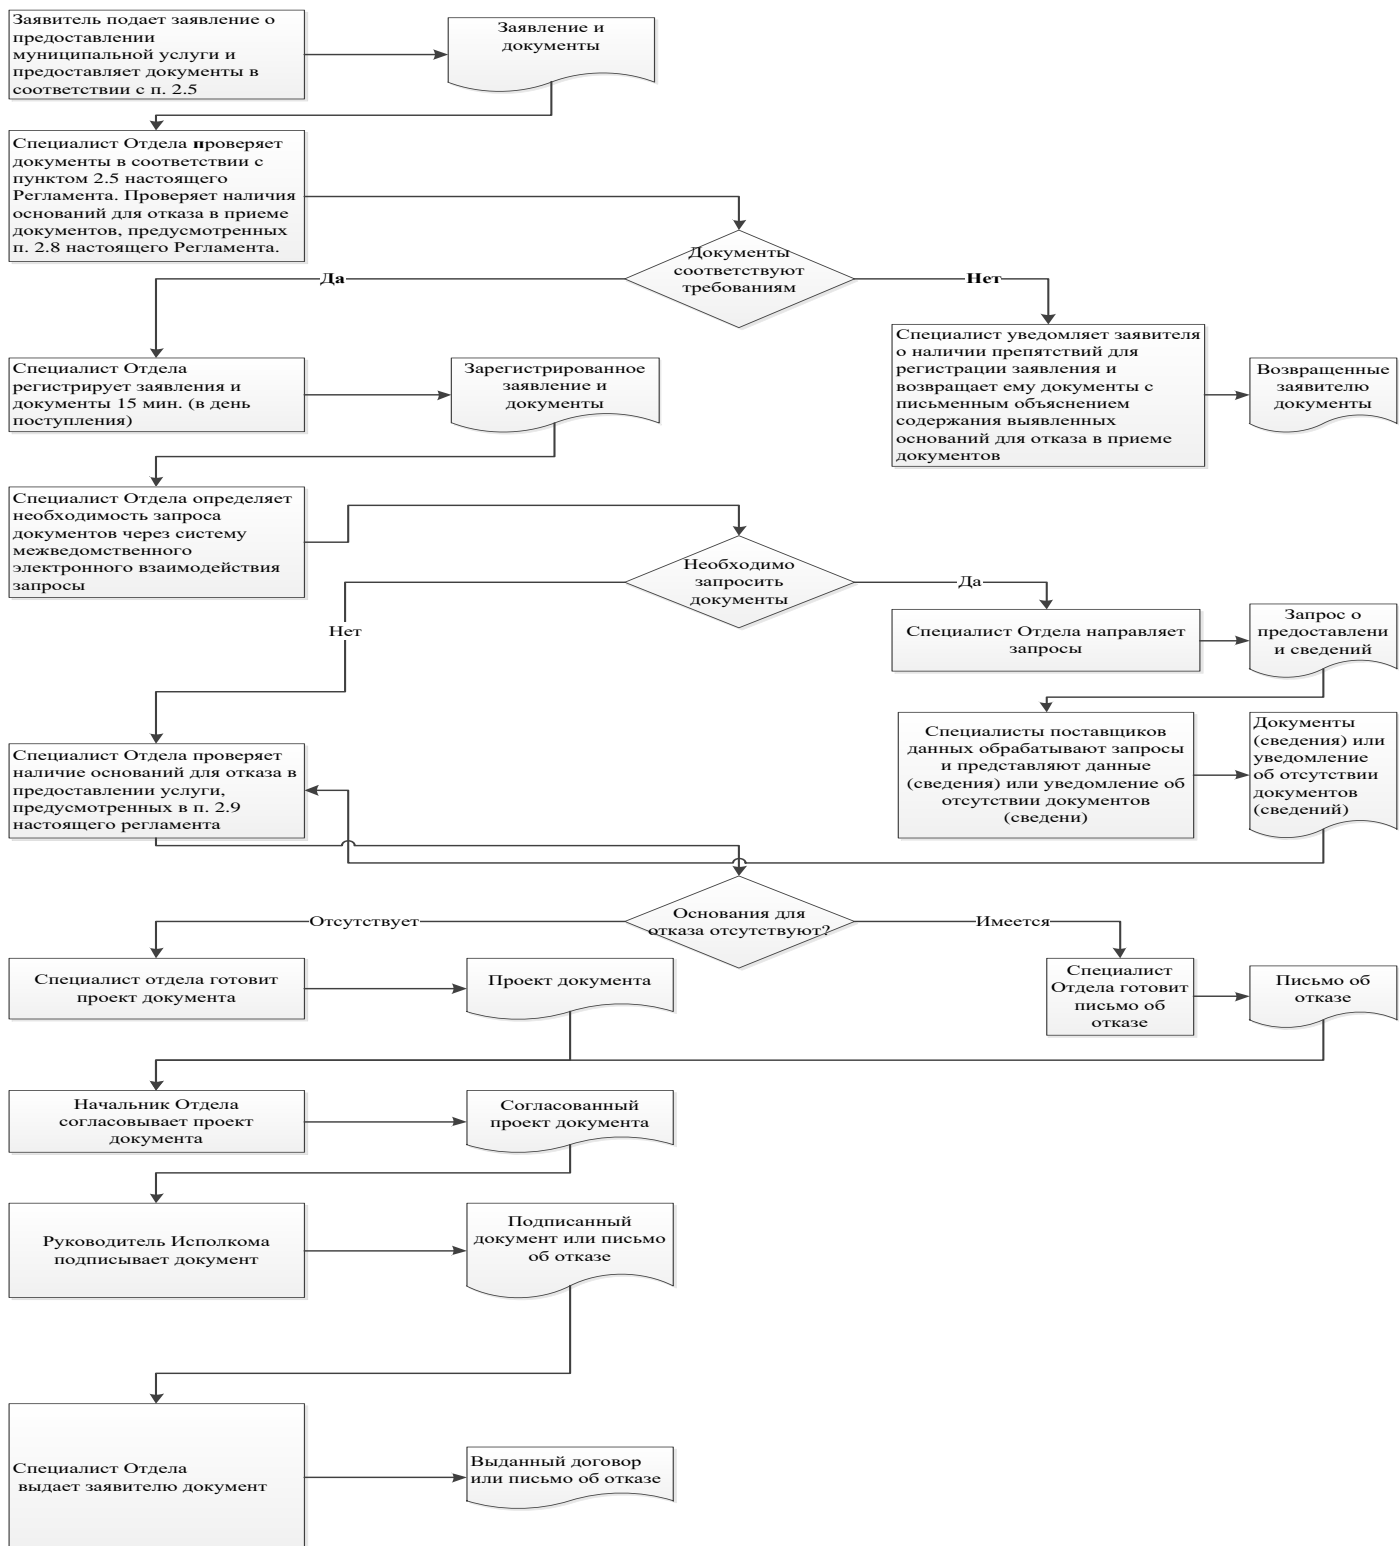 Заявитель подает заявление о
предоставлении
муниципальной услуги и
предоставляет документы в
соответствии с п. 2.5
Заявление и
документы
Специалист Отдела проверяет
документы в соответствии с
пунктом 2.5 настоящего
Регламента. Проверяет наличия
оснований для отказа в приеме
документов, предусмотренных
п. 2.8 настоящего Регламента.
Документы
соответствуют
требованиям
Да
Нет
Специалист Отдела
регистрирует заявления и
документы 15 мин. (в день
поступления)
Зарегистрированное
заявление и
документы
Специалист уведомляет заявителя
о наличии препятствий для
регистрации заявления и
возвращает ему документы с
письменным объяснением
содержания выявленных
оснований для отказа в приеме
документов
Возвращенные
заявителю
документы
Специалист Отдела определяет
необходимость запроса
документов через систему
межведомственного
электронного взаимодействия
запросы
Необходимо
запросить
документы
Да
Нет
Специалист Отдела направляет
запросы
Запрос о
предоставлени
и сведений
Специалист Отдела проверяет
наличие оснований для отказа в
предоставлении услуги,
предусмотренных в п. 2.9
настоящего регламента
Специалисты поставщиков
данных обрабатывают запросы
и представляют данные
(сведения) или уведомление об
отсутствии документов
(сведени)
Документы
(сведения) или
уведомление
об отсутствии
документов
(сведений)
Основания для
отказа отсутствуют?
Отсутствует
Имеется
Специалист отдела готовит
проект документа
Проект документа
Специалист
Отдела готовит
письмо об
отказе
Письмо об
отказе
Начальник Отдела
согласовывает проект
документа
Согласованный
проект документа
Руководитель Исполкома
подписывает документ
Подписанный
документ или письмо
об отказе
Специалист Отдела
выдает заявителю документ
Выданный договор
или письмо об отказе